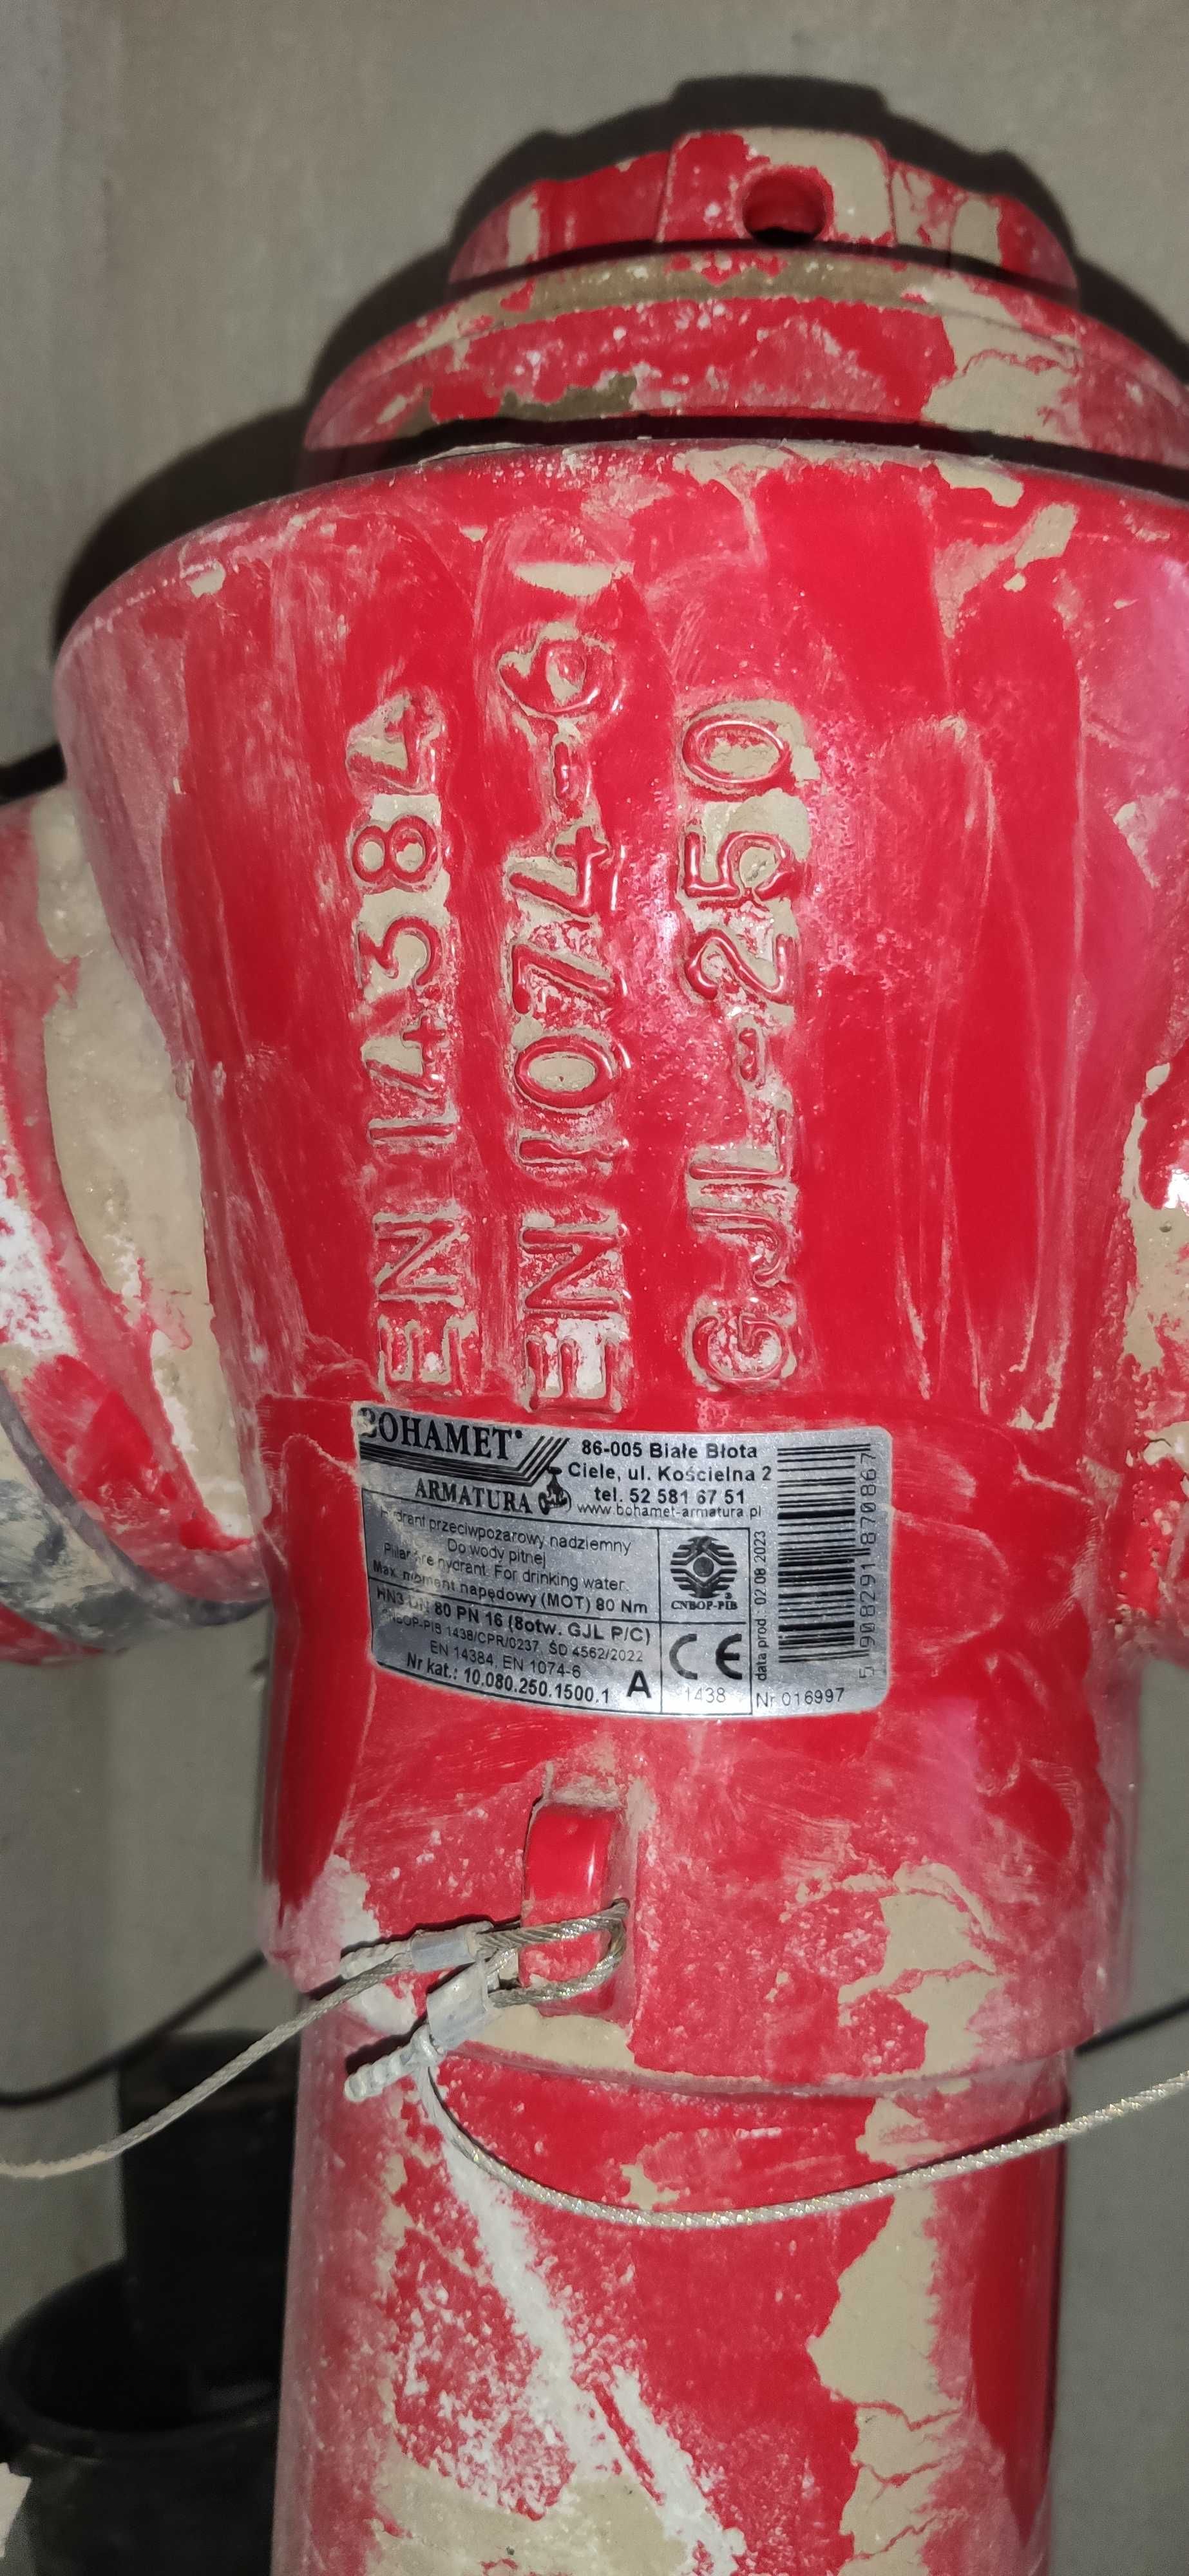 EN 14384
EN 1074-6
GJL-250
BOHAMET®
ARMATURA
86-005 Białe Błota
Ciele, ul. Kościelna 2
tel. 52 581 67 51
www.bohamet-armatura.pl
Hydrant przeciwpożarowy nadziemny
Do wody pitnej
Pillar fire hydrant. For drinking water.
Max. moment napędowy (MOT) 80 Nm
HN3 DN 80 PN 16 (8otw. GJL P/C)
CNBOP-PIB 1438/CPR/0237, ŚD 4562/2022
EN 14384, EN 1074-6
Nr kat.: 10.080.250.1500.1
A
CNBOP-PIB
CE
1438
data prod.: 02.08.2023
Nr 016997
5 908291 870867